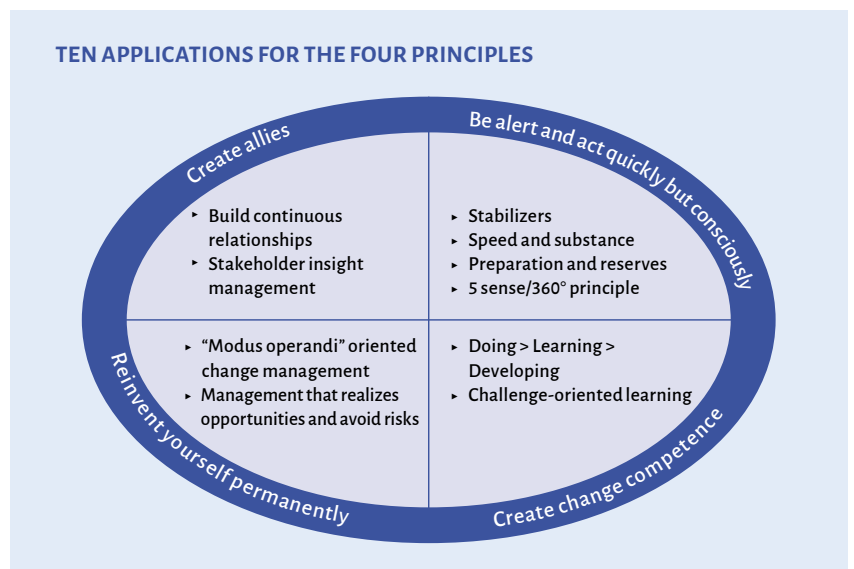 TEN APPLICATIONS FOR THE FOUR PRINCIPLES
Create allies
‣ Build continuous
relationships
‣ Stakeholder insight
management
Be alert and act quickly but consciously
‣ Stabilizers
‣ Speed and substance
‣ Preparation and reserves
‣ 5 sense/360° principle
Reinvent yourself permanently
‣ “Modus operandi” oriented
change management
‣ Management that realizes
opportunities and avoid risks
Create change competence
‣ Doing > Learning >
Developing
‣ Challenge-oriented learning